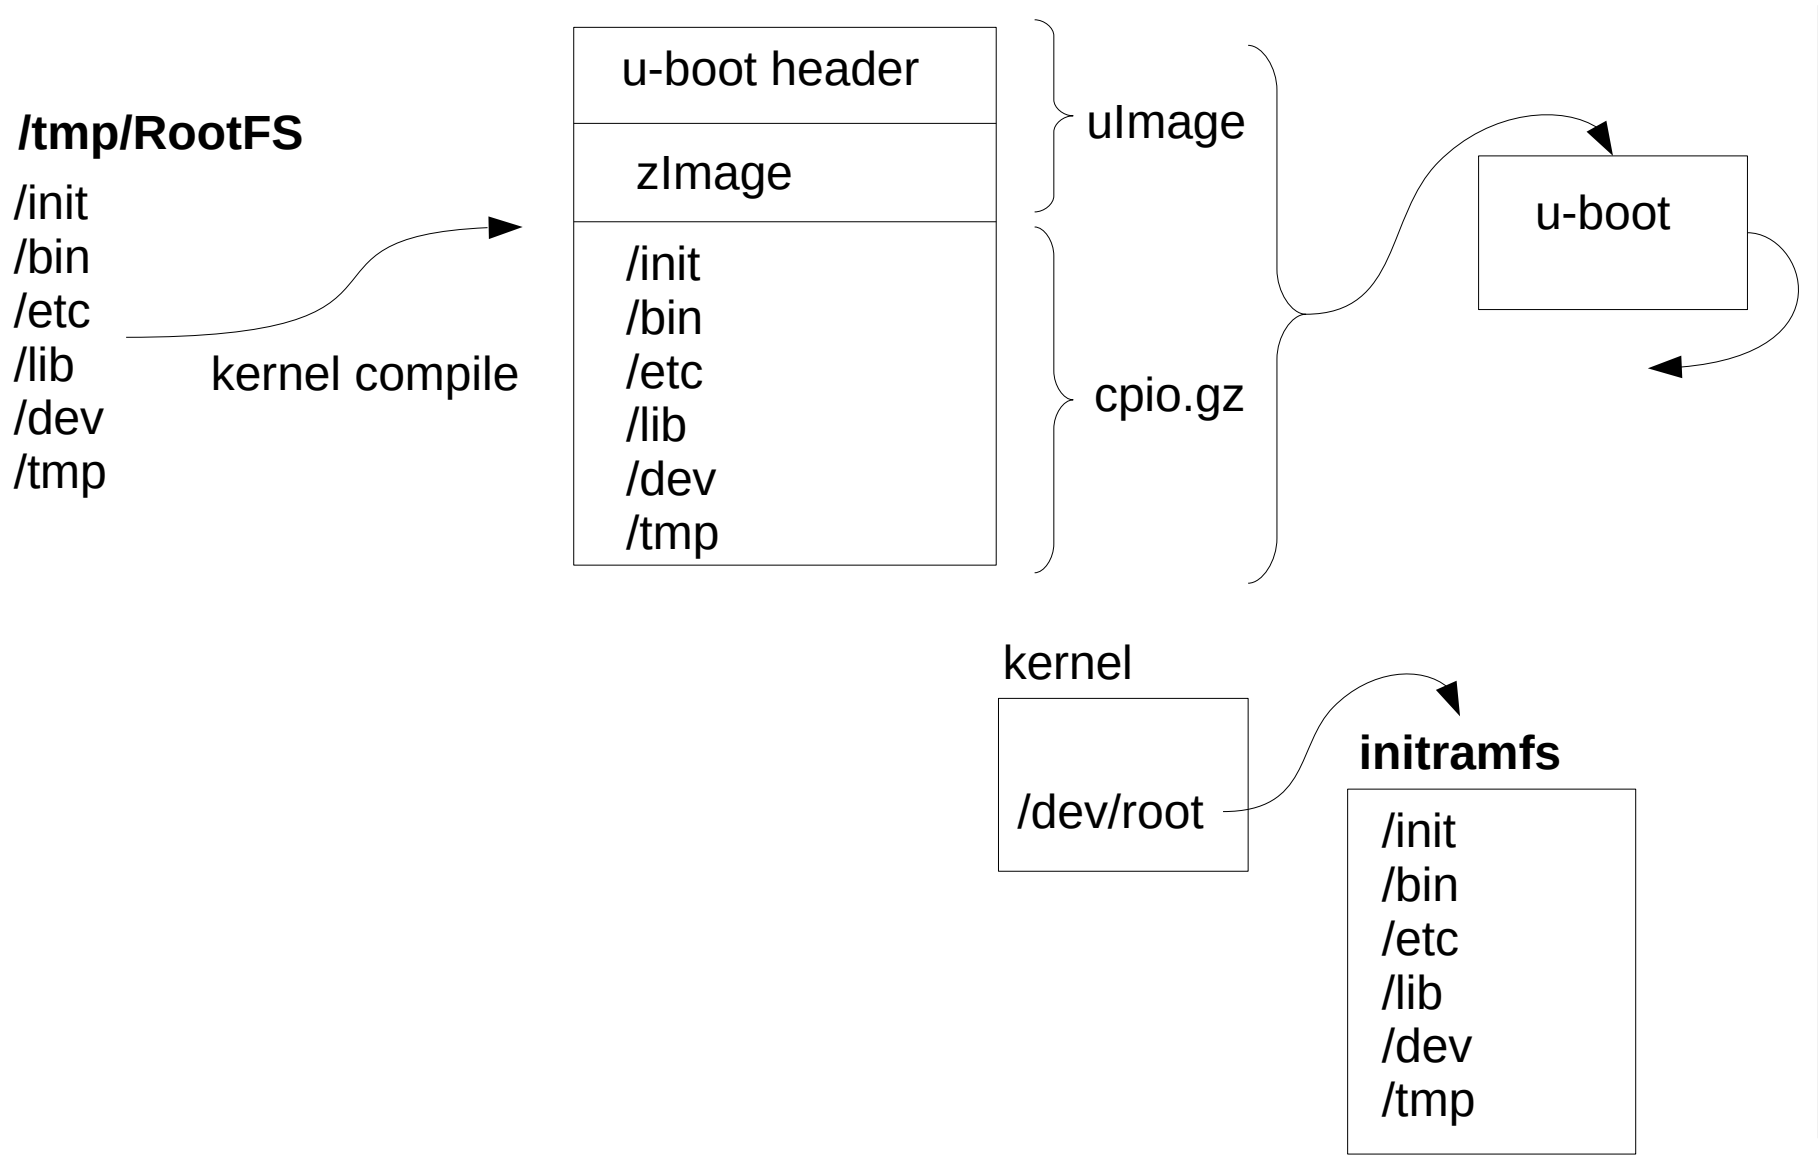 /tmp/RootFS
/init
/bin
/etc
/lib
/dev
/tmp
kernel compile
u-boot header
zImage
/init
/bin
/etc
/lib
/dev
/tmp
uImage
cpio.gz
u-boot
kernel
/dev/root
initramfs
/init
/bin
/etc
/lib
/dev
/tmp